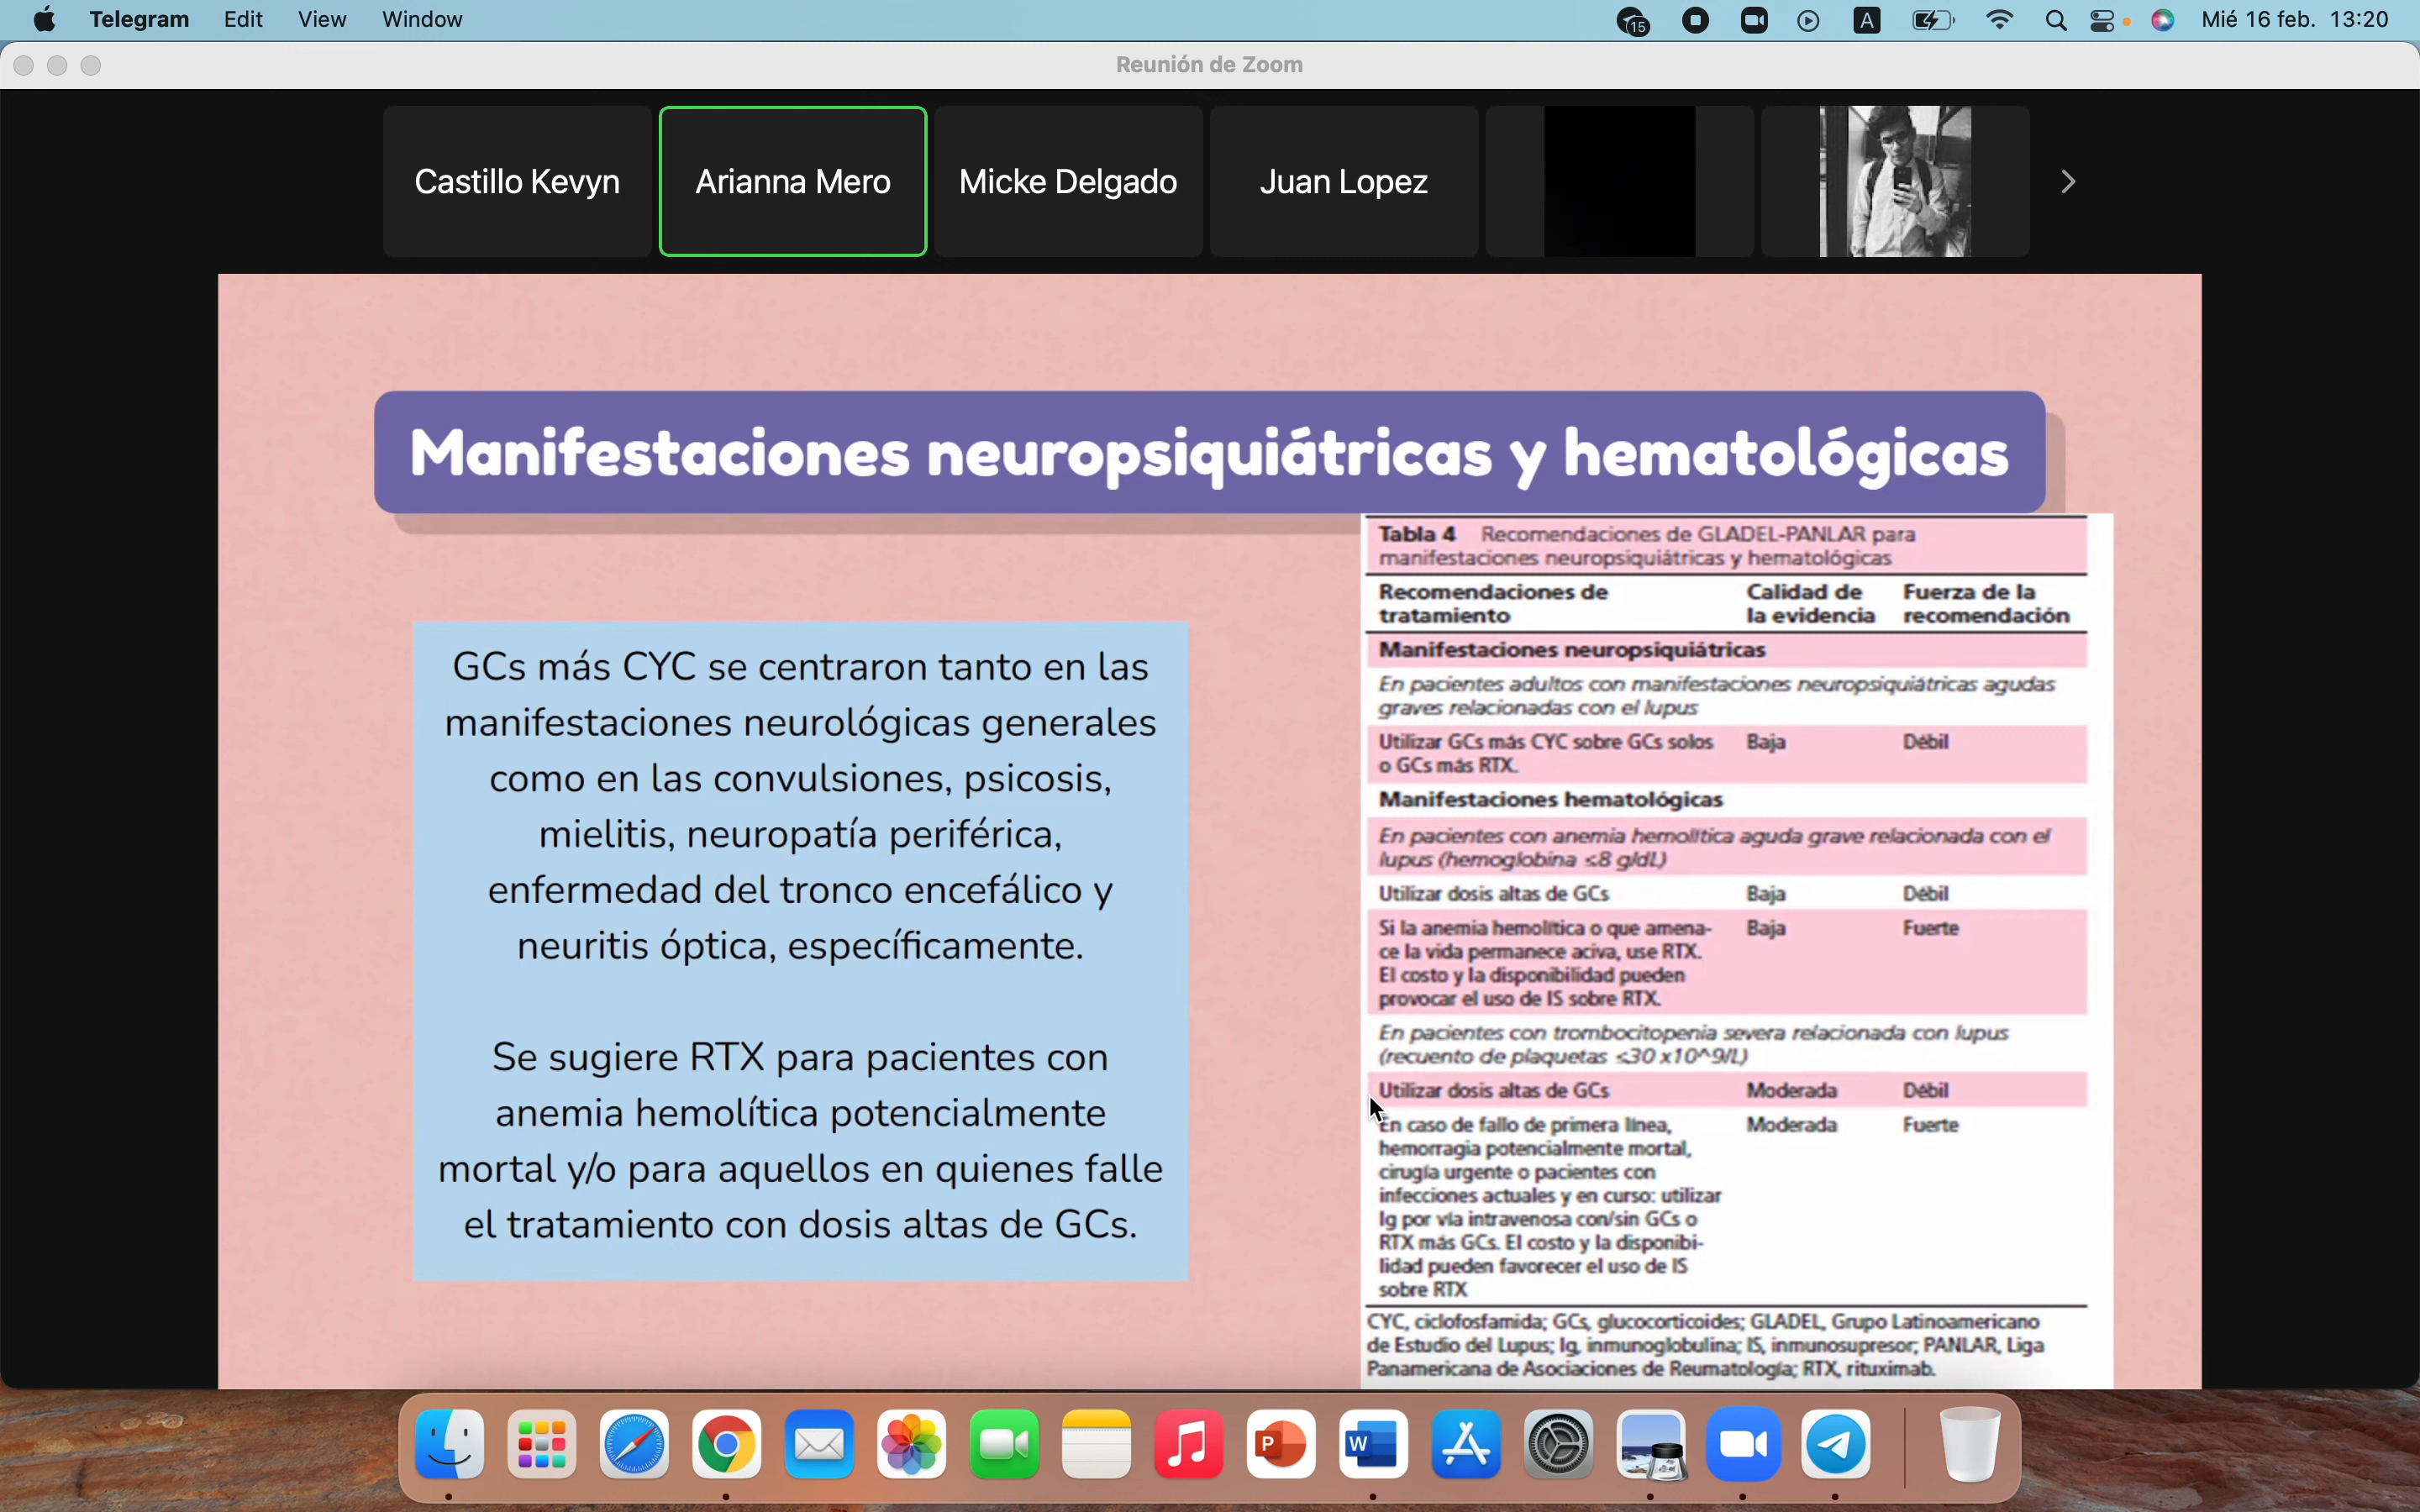 Telegram Edit View Window
15
A
Mié 16 feb. 13:20
Reunión de Zoom
Castillo Kevyn
Arianna Mero
Micke Delgado
Juan Lopez
Manifestaciones neuropsiquiátricas y hematológicas
GCs más CYC se centraron tanto en las
manifestaciones neurológicas generales
como en las convulsiones, psicosis,
mielitis, neuropatía periférica,
enfermedad del tronco encefálico y
neuritis óptica, específicamente.
Se sugiere RTX para pacientes con
anemia hemolítica potencialmente
mortal y/o para aquellos en quienes falle
el tratamiento con dosis altas de GCs.
Tabla 4 Recomendaciones de GLADEL-PANLAR para
manifestaciones neuropsiquiátricas y hematológicas
Recomendaciones de Calidad de Fuerza de la
tratamiento la evidencia recomendación
Manifestaciones neuropsiquiátricas
En pacientes adultos con manifestaciones neuropsiquiátricas agudas
graves relacionadas con el lupus
Utilizar GCs más CYC sobre GCs solos Baja Débil
o GCs más RTX.
Manifestaciones hematológicas
En pacientes con anemia hemolítica aguda grave relacionada con el
lupus (hemoglobina ≤8 g/dL)
Utilizar dosis altas de GCs Baja Débil
Si la anemia hemolítica o que amena- Baja Fuerte
ce la vida permanece aciva, use RTX.
El costo y la disponibilidad pueden
provocar el uso de IS sobre RTX.
En pacientes con trombocitopenia severa relacionada con lupus
(recuento de plaquetas ≤30 x10^9/L)
Utilizar dosis altas de GCs Moderada Débil
En caso de fallo de primera línea, Moderada Fuerte
hemorragia potencialmente mortal,
cirugía urgente o pacientes con
infecciones actuales y en curso: utilizar
Ig por vía intravenosa con/sin GCs o
RTX más GCs. El costo y la disponibi-
lidad pueden favorecer el uso de IS
sobre RTX
CYC, ciclofosfamida; GCs, glucocorticoides; GLADEL, Grupo Latinoamericano
de Estudio del Lupus; Ig, inmunoglobulina; IS, inmunosupresor; PANLAR, Liga
Panamericana de Asociaciones de Reumatología; RTX, rituximab.
P
W